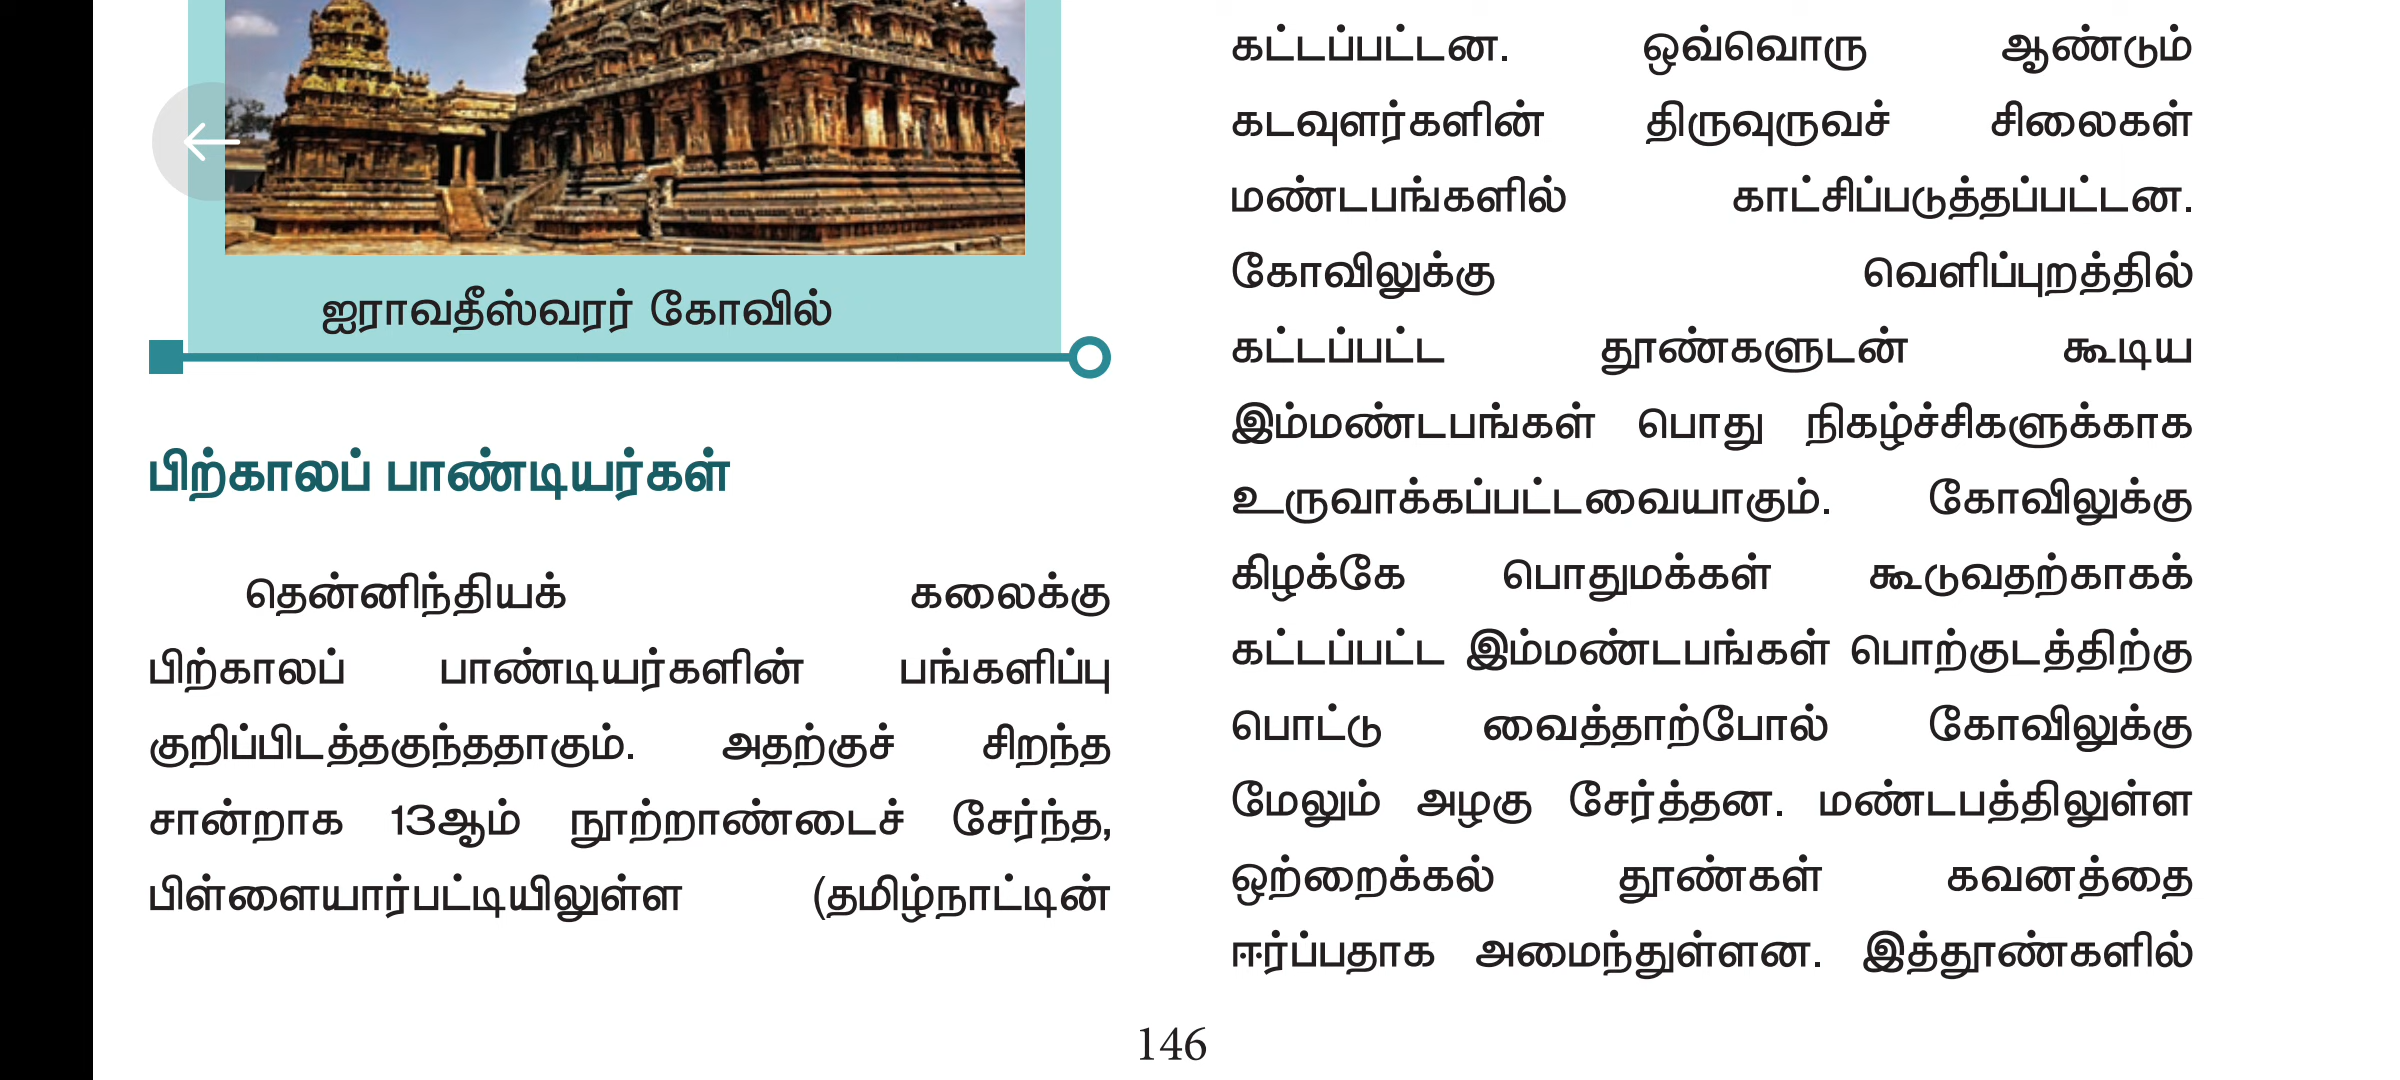 ஐராவதீஸ்வரர் கோவில்
பிற்காலப் பாண்டியர்கள்
தென்னிந்தியக் கலைக்கு
பிற்காலப் பாண்டியர்களின் பங்களிப்பு
குறிப்பிடத்தகுந்ததாகும். அதற்குச் சிறந்த
சான்றாக 13ஆம் நூற்றாண்டைச் சேர்ந்த,
பிள்ளையார்பட்டியிலுள்ள (தமிழ்நாட்டின்
கட்டப்பட்டன. ஒவ்வொரு ஆண்டும்
கடவுளர்களின் திருவுருவச் சிலைகள்
மண்டபங்களில் காட்சிப்படுத்தப்பட்டன.
கோவிலுக்கு வெளிப்புறத்தில்
கட்டப்பட்ட தூண்களுடன் கூடிய
இம்மண்டபங்கள் பொது நிகழ்ச்சிகளுக்காக
உருவாக்கப்பட்டவையாகும். கோவிலுக்கு
கிழக்கே பொதுமக்கள் கூடுவதற்காகக்
கட்டப்பட்ட இம்மண்டபங்கள் பொற்குடத்திற்கு
பொட்டு வைத்தாற்போல் கோவிலுக்கு
மேலும் அழகு சேர்த்தன. மண்டபத்திலுள்ள
ஒற்றைக்கல் தூண்கள் கவனத்தை
ஈர்ப்பதாக அமைந்துள்ளன. இத்தூண்களில்
146